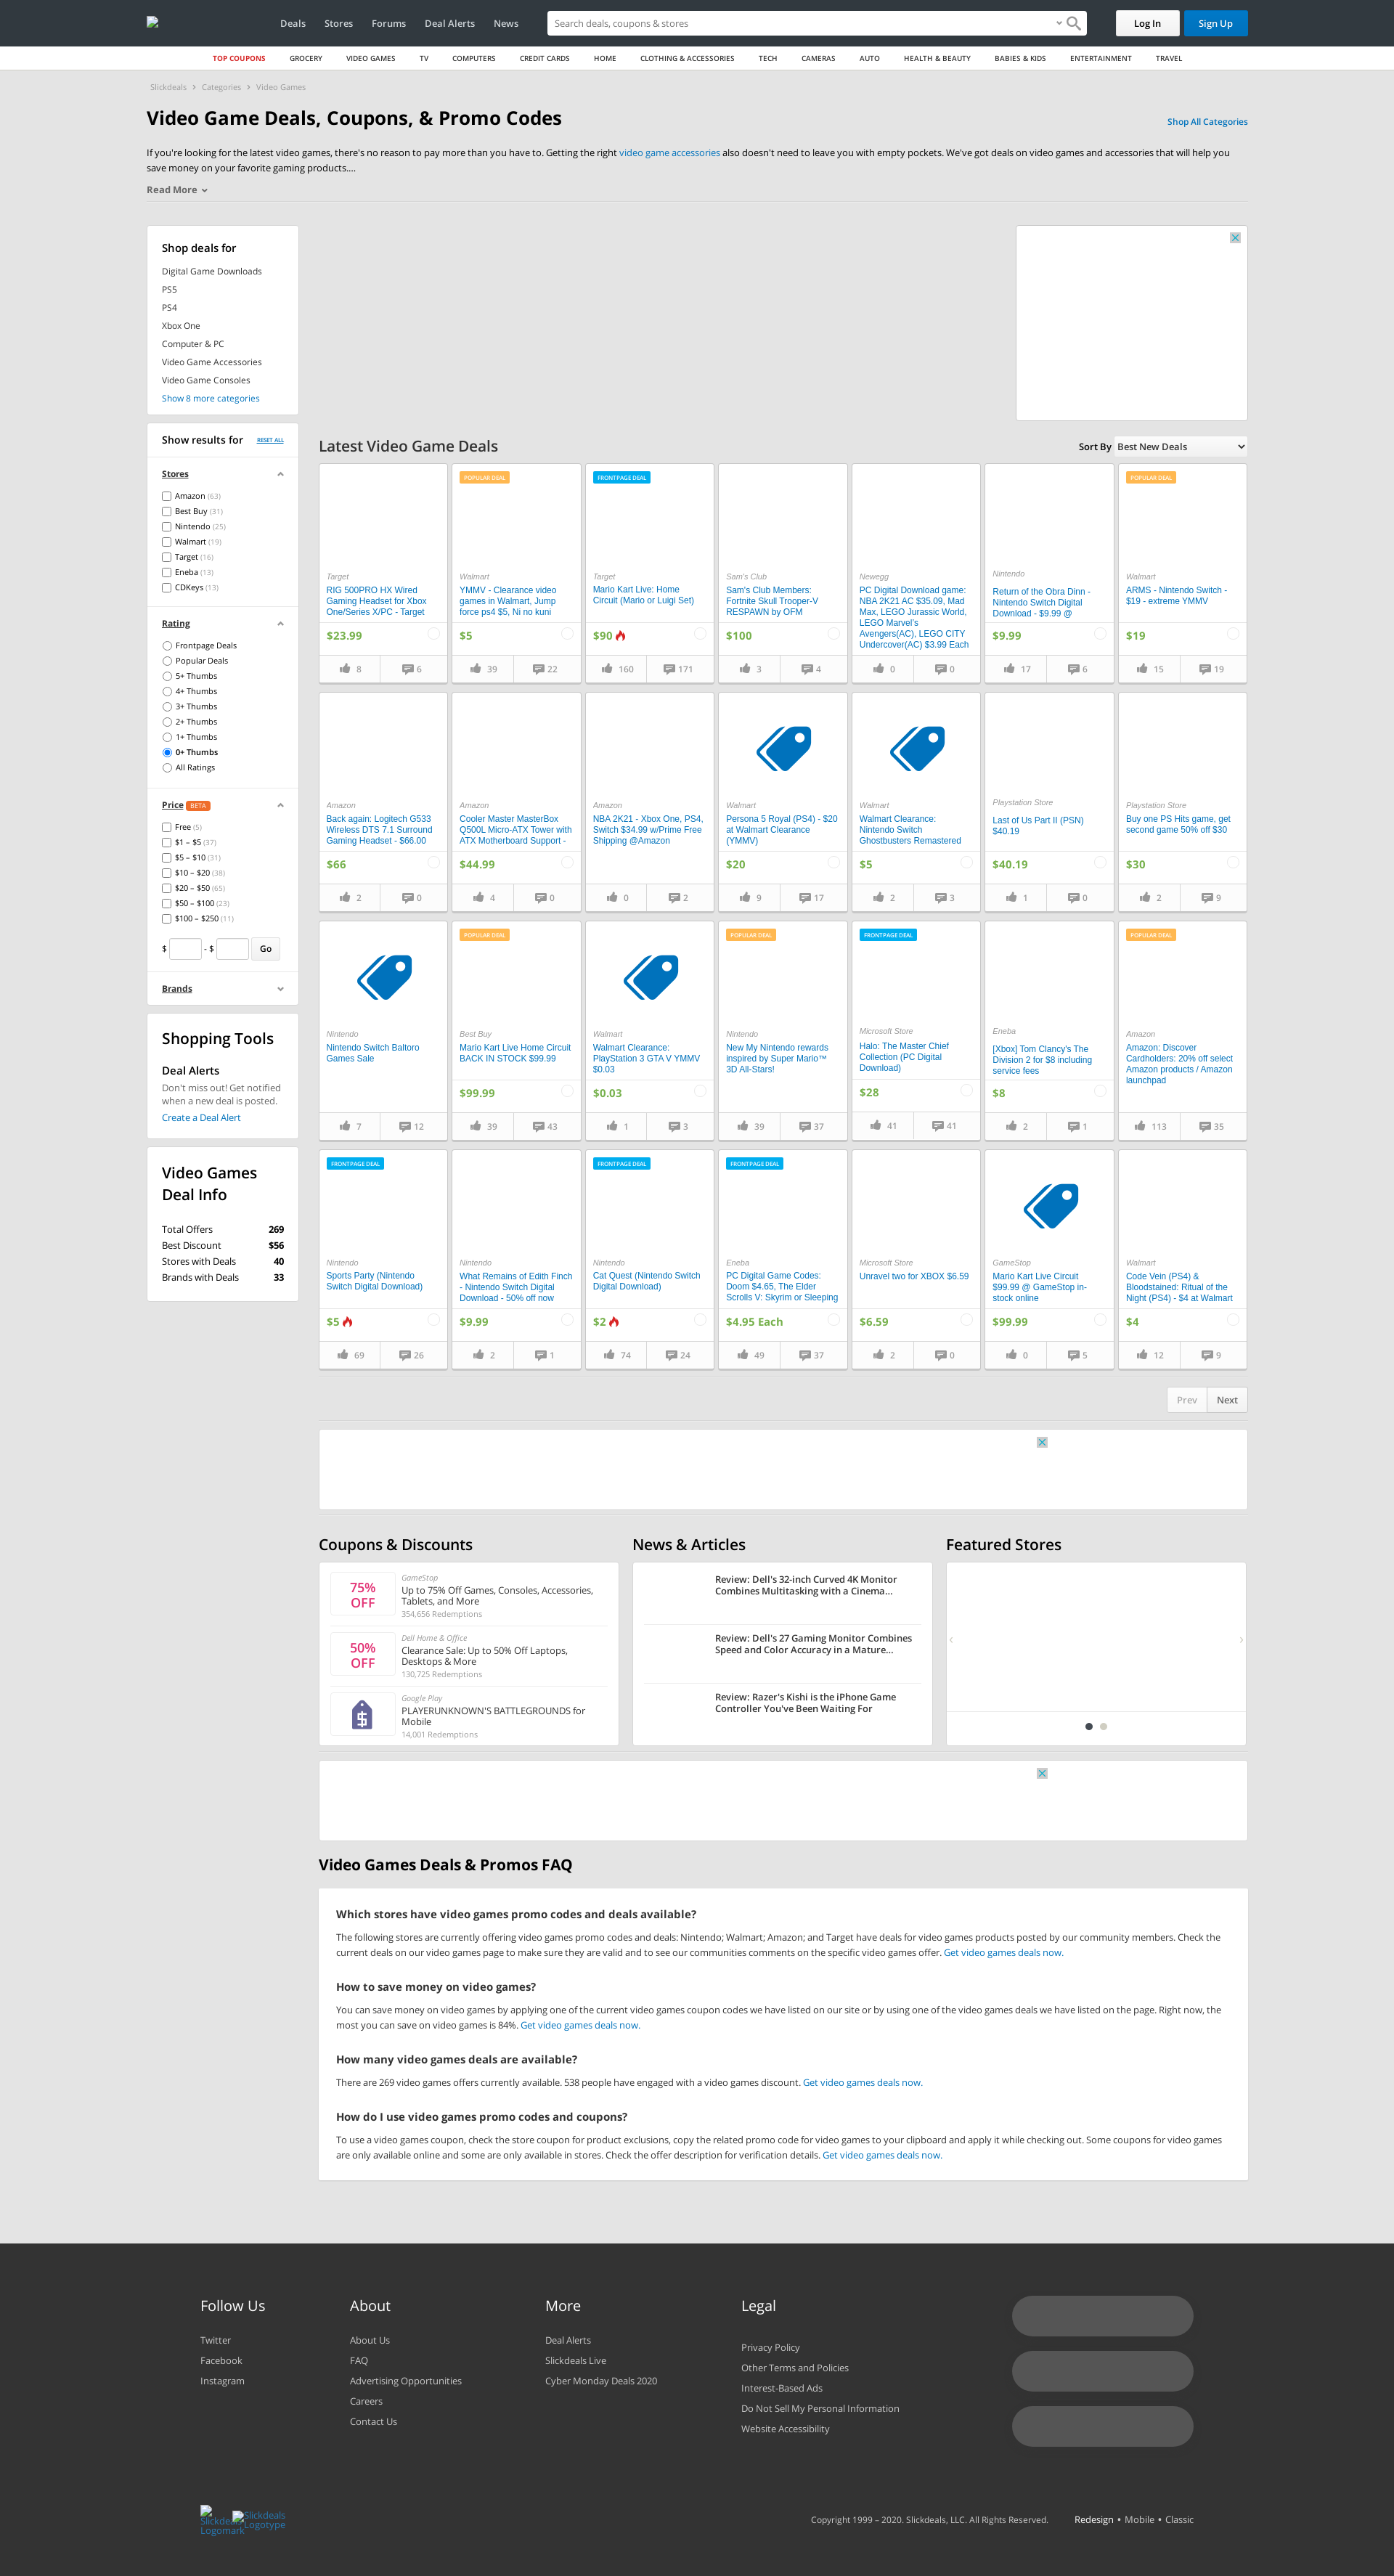 Deals Stores Forums Deal Alerts News
Search deals, coupons & stores
Log In Sign Up
TOP COUPONS GROCERY VIDEO GAMES TV COMPUTERS CREDIT CARDS HOME CLOTHING & ACCESSORIES TECH CAMERAS AUTO HEALTH & BEAUTY BABIES & KIDS ENTERTAINMENT TRAVEL
Slickdeals › Categories › Video Games
Video Game Deals, Coupons, & Promo Codes
Shop All Categories
If you're looking for the latest video games, there's no reason to pay more than you have to. Getting the right video game accessories also doesn't need to leave you with empty pockets. We've got deals on video games and accessories that will help you
save money on your favorite gaming products....
Read More
Shop deals for
Digital Game Downloads
PS5
PS4
Xbox One
Computer & PC
Video Game Accessories
Video Game Consoles
Show 8 more categories
Show results for RESET ALL
Stores
Amazon (63)
Best Buy (31)
Nintendo (25)
Walmart (19)
Target (16)
Eneba (13)
CDKeys (13)
Rating
Frontpage Deals
Popular Deals
5+ Thumbs
4+ Thumbs
3+ Thumbs
2+ Thumbs
1+ Thumbs
0+ Thumbs
All Ratings
Price BETA
Free (5)
$1 – $5 (37)
$5 – $10 (31)
$10 – $20 (38)
$20 – $50 (65)
$50 – $100 (23)
$100 – $250 (11)
$ - $ Go
Brands
Shopping Tools
Deal Alerts
Don't miss out! Get notified
when a new deal is posted.
Create a Deal Alert
Video Games
Deal Info
Total Offers 269
Best Discount $56
Stores with Deals 40
Brands with Deals 33
Latest Video Game Deals
Sort By Best New Deals
Target
RIG 500PRO HX Wired
Gaming Headset for Xbox
One/Series X/PC - Target
$23.99
8 6
POPULAR DEAL
Walmart
YMMV - Clearance video
games in Walmart, Jump
force ps4 $5, Ni no kuni
$5
39 22
FRONTPAGE DEAL
Target
Mario Kart Live: Home
Circuit (Mario or Luigi Set)
$90
160 171
Sam's Club
Sam's Club Members:
Fortnite Skull Trooper-V
RESPAWN by OFM
$100
3 4
Newegg
PC Digital Download game:
NBA 2K21 AC $35.09, Mad
Max, LEGO Jurassic World,
LEGO Marvel's
Avengers(AC), LEGO CITY
Undercover(AC) $3.99 Each
0 0
Nintendo
Return of the Obra Dinn -
Nintendo Switch Digital
Download - $9.99 @
$9.99
17 6
POPULAR DEAL
Walmart
ARMS - Nintendo Switch -
$19 - extreme YMMV
$19
15 19
Amazon
Back again: Logitech G533
Wireless DTS 7.1 Surround
Gaming Headset - $66.00
$66
2 0
Amazon
Cooler Master MasterBox
Q500L Micro-ATX Tower with
ATX Motherboard Support -
$44.99
4 0
Amazon
NBA 2K21 - Xbox One, PS4,
Switch $34.99 w/Prime Free
Shipping @Amazon
0 2
Walmart
Persona 5 Royal (PS4) - $20
at Walmart Clearance
(YMMV)
$20
9 17
Walmart
Walmart Clearance:
Nintendo Switch
Ghostbusters Remastered
$5
2 3
Playstation Store
Last of Us Part II (PSN)
$40.19
$40.19
1 0
Playstation Store
Buy one PS Hits game, get
second game 50% off $30
$30
2 9
Nintendo
Nintendo Switch Baltoro
Games Sale
7 12
POPULAR DEAL
Best Buy
Mario Kart Live Home Circuit
BACK IN STOCK $99.99
$99.99
39 43
Walmart
Walmart Clearance:
PlayStation 3 GTA V YMMV
$0.03
$0.03
1 3
POPULAR DEAL
Nintendo
New My Nintendo rewards
inspired by Super Mario™
3D All-Stars!
39 37
FRONTPAGE DEAL
Microsoft Store
Halo: The Master Chief
Collection (PC Digital
Download)
$28
41 41
Eneba
[Xbox] Tom Clancy's The
Division 2 for $8 including
service fees
$8
2 1
POPULAR DEAL
Amazon
Amazon: Discover
Cardholders: 20% off select
Amazon products / Amazon
launchpad
113 35
FRONTPAGE DEAL
Nintendo
Sports Party (Nintendo
Switch Digital Download)
$5
69 26
Nintendo
What Remains of Edith Finch
- Nintendo Switch Digital
Download - 50% off now
$9.99
2 1
FRONTPAGE DEAL
Nintendo
Cat Quest (Nintendo Switch
Digital Download)
$2
74 24
FRONTPAGE DEAL
Eneba
PC Digital Game Codes:
Doom $4.65, The Elder
Scrolls V: Skyrim or Sleeping
$4.95 Each
49 37
Microsoft Store
Unravel two for XBOX $6.59
$6.59
2 0
GameStop
Mario Kart Live Circuit
$99.99 @ GameStop in-
stock online
$99.99
0 5
Walmart
Code Vein (PS4) &
Bloodstained: Ritual of the
Night (PS4) - $4 at Walmart
$4
12 9
Prev Next
Coupons & Discounts
75%
OFF
GameStop
Up to 75% Off Games, Consoles, Accessories,
Tablets, and More
354,656 Redemptions
50%
OFF
Dell Home & Office
Clearance Sale: Up to 50% Off Laptops,
Desktops & More
130,725 Redemptions
Google Play
PLAYERUNKNOWN'S BATTLEGROUNDS for
Mobile
14,001 Redemptions
News & Articles
Review: Dell's 32-inch Curved 4K Monitor
Combines Multitasking with a Cinema...
Review: Dell's 27 Gaming Monitor Combines
Speed and Color Accuracy in a Mature...
Review: Razer's Kishi is the iPhone Game
Controller You've Been Waiting For
Featured Stores
Video Games Deals & Promos FAQ
Which stores have video games promo codes and deals available?
The following stores are currently offering video games promo codes and deals: Nintendo; Walmart; Amazon; and Target have deals for video games products posted by our community members. Check the
current deals on our video games page to make sure they are valid and to see our communities comments on the specific video games offer. Get video games deals now.
How to save money on video games?
You can save money on video games by applying one of the current video games coupon codes we have listed on our site or by using one of the video games deals we have listed on the page. Right now, the
most you can save on video games is 84%. Get video games deals now.
How many video games deals are available?
There are 269 video games offers currently available. 538 people have engaged with a video games discount. Get video games deals now.
How do I use video games promo codes and coupons?
To use a video games coupon, check the store coupon for product exclusions, copy the related promo code for video games to your clipboard and apply it while checking out. Some coupons for video games
are only available online and some are only available in stores. Check the offer description for verification details. Get video games deals now.
Follow Us
Twitter
Facebook
Instagram
About
About Us
FAQ
Advertising Opportunities
Careers
Contact Us
More
Deal Alerts
Slickdeals Live
Cyber Monday Deals 2020
Legal
Privacy Policy
Other Terms and Policies
Interest-Based Ads
Do Not Sell My Personal Information
Website Accessibility
Slickdeals
Logomark
Slickdeals
Logotype
Copyright 1999 – 2020. Slickdeals, LLC. All Rights Reserved.
Redesign • Mobile • Classic